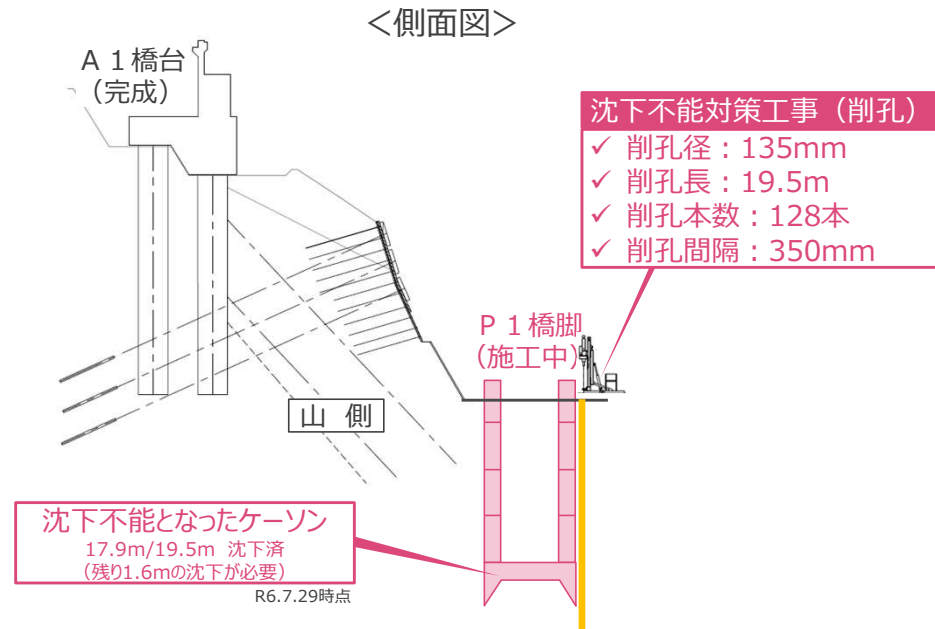 ＜側面図＞
Ａ１橋台
（完成）
沈下不能対策工事（削孔）
✓ 削孔径：135mm
✓ 削孔長：19.5m
✓ 削孔本数：128本
✓ 削孔間隔：350mm
Ｐ１橋脚
（施工中）
山 側
沈下不能となったケーソン
17.9m/19.5m 沈下済
（残り1.6mの沈下が必要）
R6.7.29時点